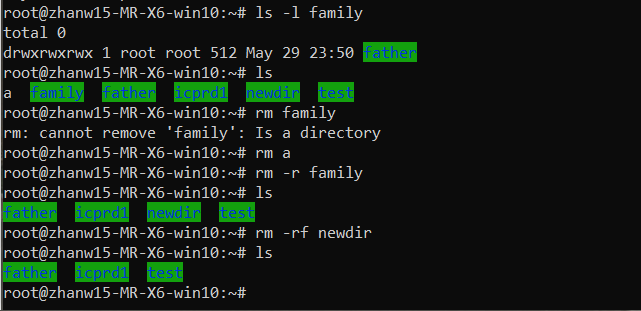 root@zhanw15-MR-X6-win10:~# ls -l family
total 0
drwxrwxrwx 1 root root 512 May 29 23:50 father
root@zhanw15-MR-X6-win10:~# ls
a  family  father  icprd1  newdir  test
root@zhanw15-MR-X6-win10:~# rm family
rm: cannot remove 'family': Is a directory
root@zhanw15-MR-X6-win10:~# rm a
root@zhanw15-MR-X6-win10:~# rm -r family
root@zhanw15-MR-X6-win10:~# ls
father  icprd1  newdir  test
root@zhanw15-MR-X6-win10:~# rm -rf newdir
root@zhanw15-MR-X6-win10:~# ls
father  icprd1  test
root@zhanw15-MR-X6-win10:~#